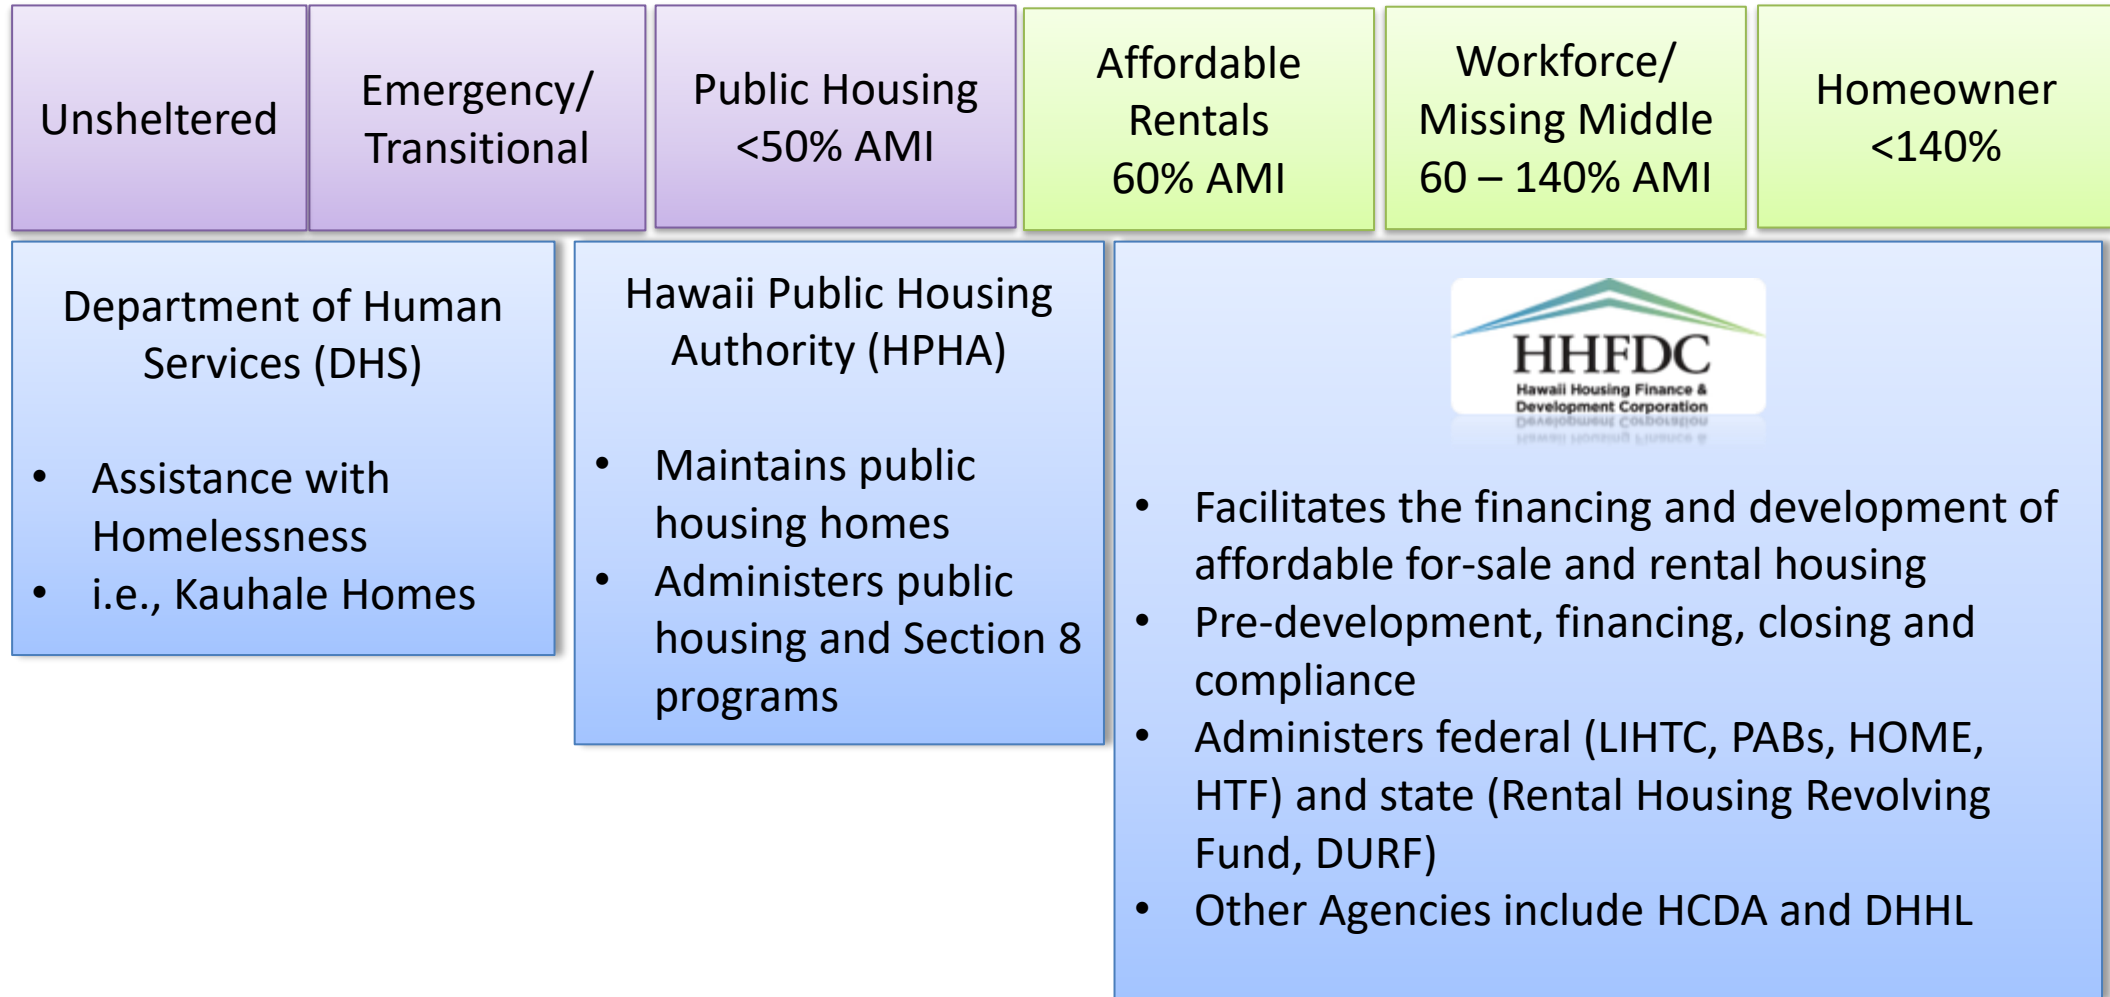 Unsheltered
Emergency/
Transitional
Public Housing
<50% AMI
Affordable
Rentals
60% AMI
Workforce/
Missing Middle
60 – 140% AMI
Homeowner
<140%
Department of Human
Services (DHS)
• Assistance with
Homelessness
• i.e., Kauhale Homes
Hawaii Public Housing
Authority (HPHA)
• Maintains public
housing homes
• Administers public
housing and Section 8
programs
HHFDC
Hawaii Housing Finance &
Development Corporation
• Facilitates the financing and development of
affordable for-sale and rental housing
• Pre-development, financing, closing and
compliance
• Administers federal (LIHTC, PABs, HOME,
HTF) and state (Rental Housing Revolving
Fund, DURF)
• Other Agencies include HCDA and DHHL